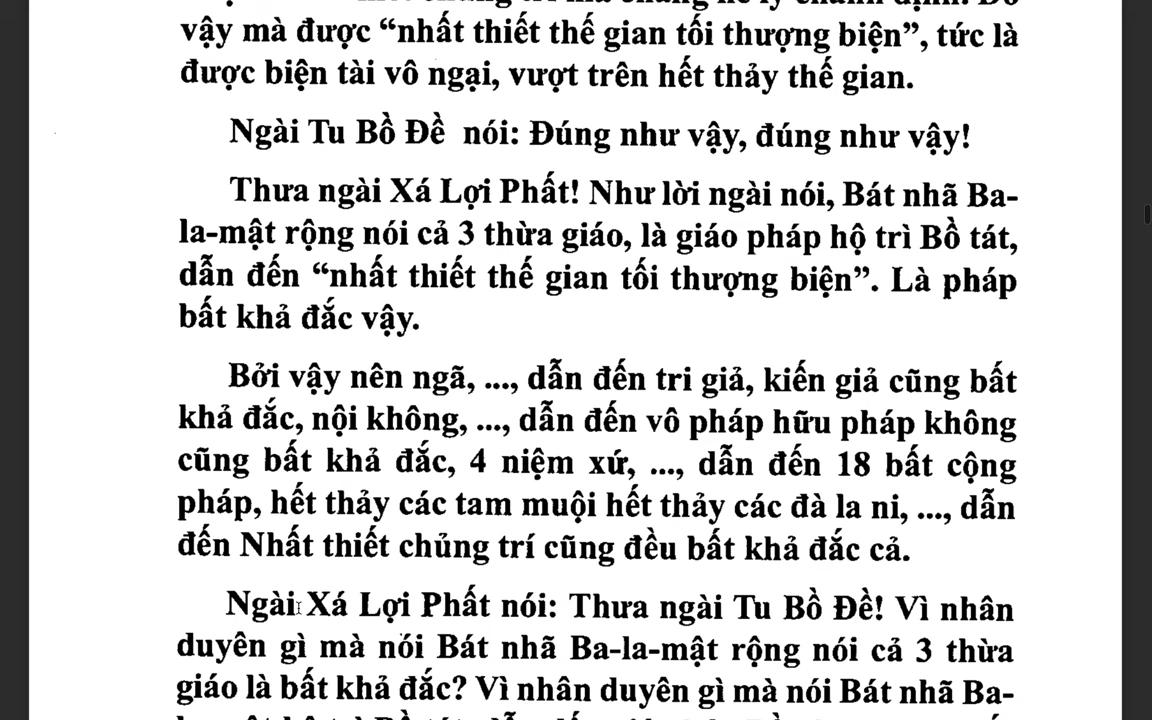 vậy mà được “nhất thiết thế gian tối thượng biện”, tức là
được biện tài vô ngại, vượt trên hết thảy thế gian.
Ngài Tu Bồ Đề nói: Đúng như vậy, đúng như vậy!
Thưa ngài Xá Lợi Phất! Như lời ngài nói, Bát nhã Ba-
la-mật rộng nói cả 3 thừa giáo, là giáo pháp hộ trì Bồ tát,
dẫn đến “nhất thiết thế gian tối thượng biện”. Là pháp
bất khả đắc vậy.
Bởi vậy nên ngã, ..., dẫn đến tri giả, kiến giả cũng bất
khả đắc, nội không, ..., dẫn đến vô pháp hữu pháp không
cũng bất khả đắc, 4 niệm xứ, ..., dẫn đến 18 bất cộng
pháp, hết thảy các tam muội hết thảy các đà la ni, ..., dẫn
đến Nhất thiết chủng trí cũng đều bất khả đắc cả.
Ngài Xá Lợi Phất nói: Thưa ngài Tu Bồ Đề! Vì nhân
duyên gì mà nói Bát nhã Ba-la-mật rộng nói cả 3 thừa
giáo là bất khả đắc? Vì nhân duyên gì mà nói Bát nhã Ba-